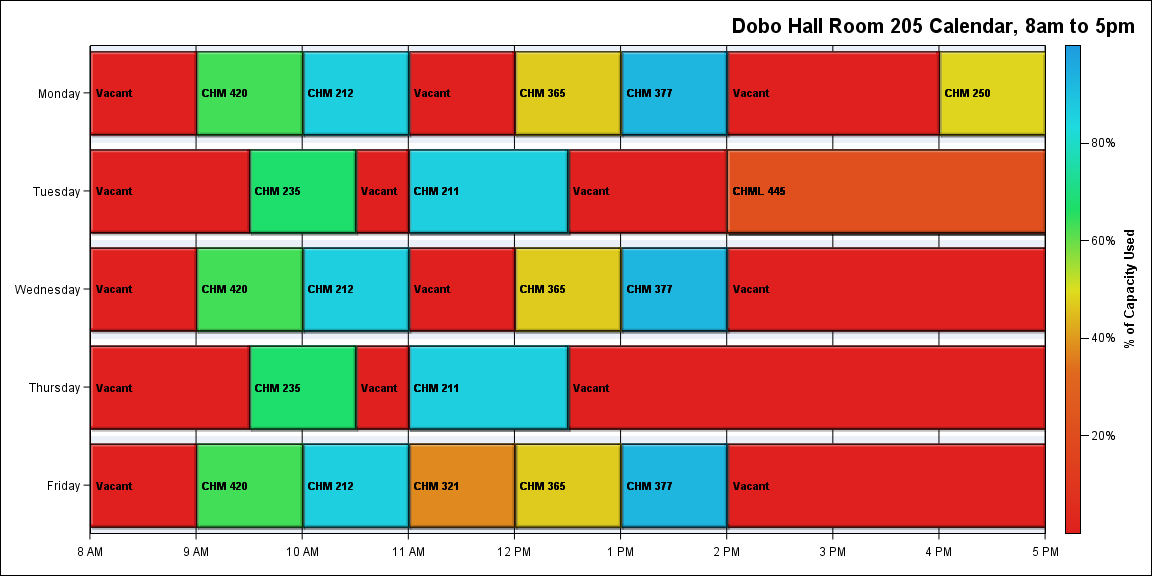 Dobo Hall Room 205 Calendar, 8am to 5pm
Monday
Vacant
CHM 420
CHM 212
Vacant
CHM 365
CHM 377
Vacant
CHM 250
Tuesday
Vacant
CHM 235
Vacant
CHM 211
Vacant
CHML 445
Wednesday
Vacant
CHM 420
CHM 212
Vacant
CHM 365
CHM 377
Vacant
Thursday
Vacant
CHM 235
Vacant
CHM 211
Vacant
Friday
Vacant
CHM 420
CHM 212
CHM 321
CHM 365
CHM 377
Vacant
8 AM
9 AM
10 AM
11 AM
12 PM
1 PM
2 PM
3 PM
4 PM
5 PM
80%
60%
40%
20%
% of Capacity Used